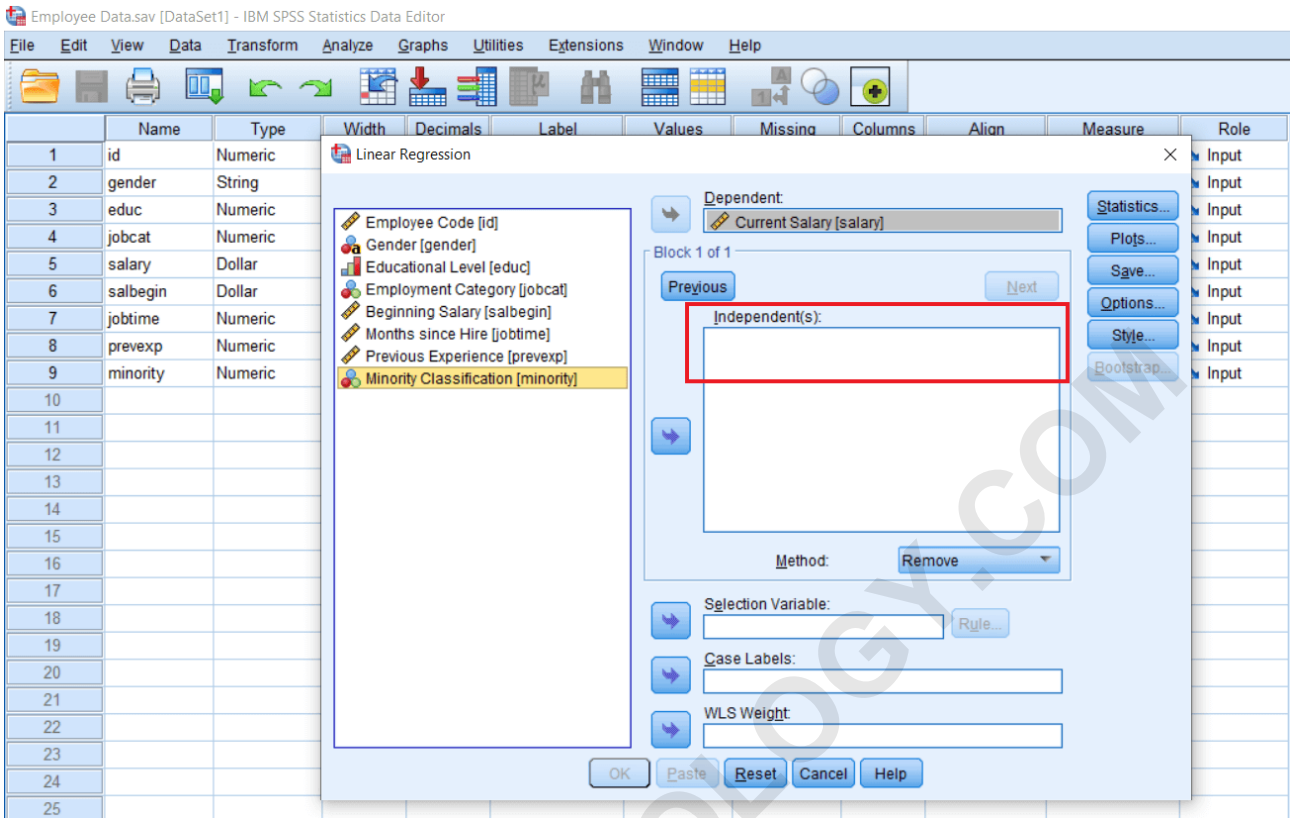 Employee Data.sav [DataSet1] - IBM SPSS Statistics Data Editor
File Edit View Data Transform Analyze Graphs Utilities Extensions Window Help
Name Type Width Decimals Label Values Missing Columns Align Measure Role
1 id Numeric Input
2 gender String Input
3 educ Numeric Input
4 jobcat Numeric Input
5 salary Dollar Input
6 salbegin Dollar Input
7 jobtime Numeric Input
8 prevexp Numeric Input
9 minority Numeric Input
10
11
12
13
14
15
16
17
18
19
20
21
22
23
24
25
Linear Regression
Employee Code [id]
Gender [gender]
Educational Level [educ]
Employment Category [jobcat]
Beginning Salary [salbegin]
Months since Hire [jobtime]
Previous Experience [prevexp]
Minority Classification [minority]
Dependent:
Current Salary [salary]
Block 1 of 1
Previous Next
Independent(s):
Method: Remove
Selection Variable:
Rule...
Case Labels:
WLS Weight:
Statistics...
Plots...
Save...
Options...
Style...
Bootstrap...
OK Paste Reset Cancel Help
OLOGY.COM